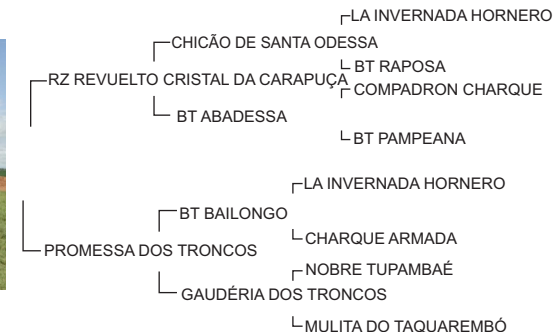 LA INVERNADA HORNERO
CHICÃO DE SANTA ODESSA
BT RAPOSA
RZ REVUELTO CRISTAL DA CARAPUÇA
COMPADRON CHARQUE
BT ABADESSA
BT PAMPEANA
LA INVERNADA HORNERO
BT BAILONGO
CHARQUE ARMADA
PROMESSA DOS TRONCOS
NOBRE TUPAMBAÉ
GAUDÉRIA DOS TRONCOS
MULITA DO TAQUAREMBÓ